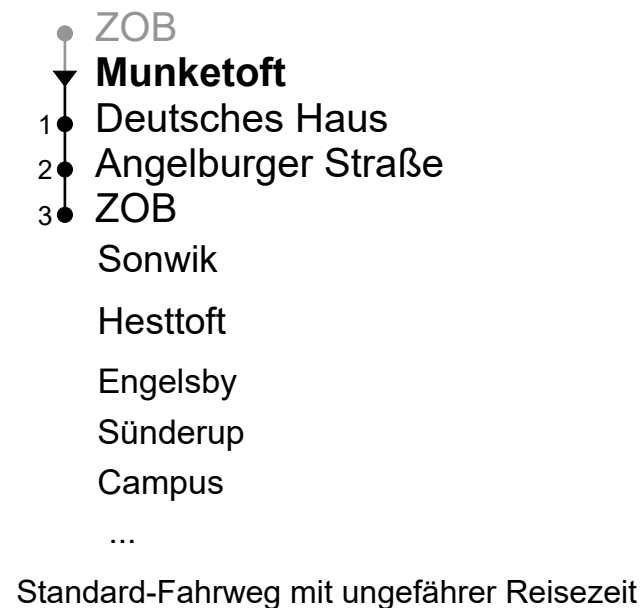 ZOB
Munketoft
1 Deutsches Haus
2 Angelburger Straße
3 ZOB
Sonwik
Hesttoft
Engelsby
Sünderup
Campus
...
Standard-Fahrweg mit ungefährer Reisezeit